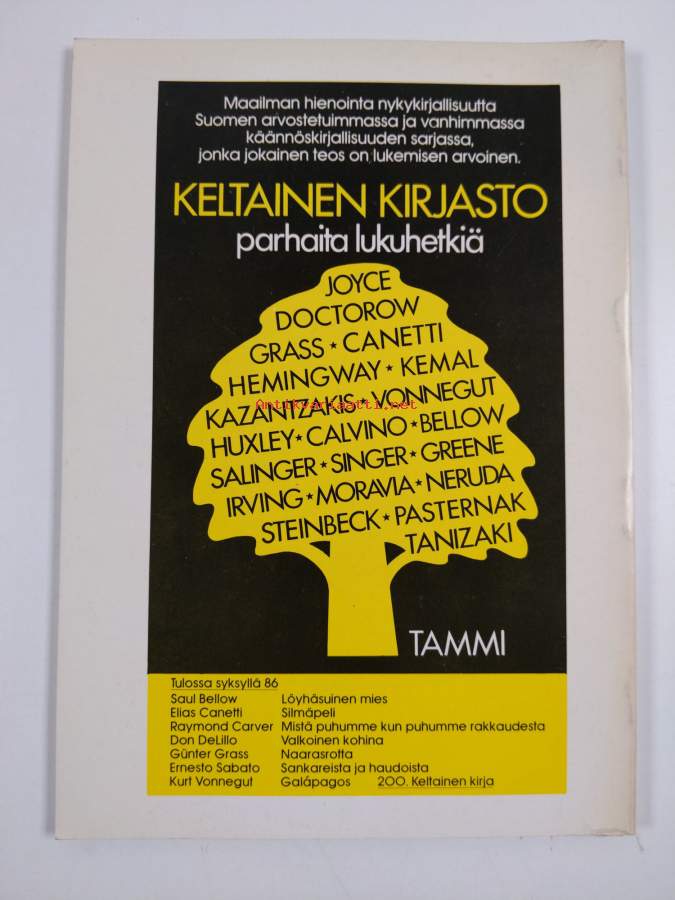 Maailman hienointa nykykirjallisuutta
Suomen arvostetuimmassa ja vanhimmassa
käännöskirjallisuuden sarjassa,
jonka jokainen teos on lukemisen arvoinen.
KELTAINEN KIRJASTO
parhaita lukuhetkiä
JOYCE
DOCTOROW
GRASS ★ CANETTI
HEMINGWAY ★ KEMAL
KAZANTZAKIS ★ VONNEGUT
Antikvariaatti.net
HUXLEY ★ CALVINO ★ BELLOW
SALINGER ★ SINGER ★ GREENE
IRVING ★ MORAVIA ★ NERUDA
STEINBECK ★ PASTERNAK
TANIZAKI
TAMMI
Tulossa syksyllä 86
Saul Bellow Löyhäsuinen mies
Elias Canetti Silmäpeli
Raymond Carver Mistä puhumme kun puhumme rakkaudesta
Don DeLillo Valkoinen kohina
Günter Grass Naarasrotta
Ernesto Sabato Sankareista ja haudoista
Kurt Vonnegut Galápagos 200. Keltainen kirja